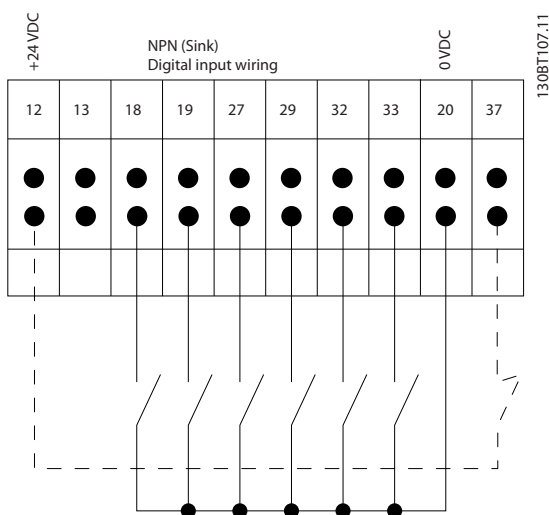 +24 VDC
NPN (Sink)
Digital input wiring
0 VDC
130BT107.11
12 13 18 19 27 29 32 33 20 37